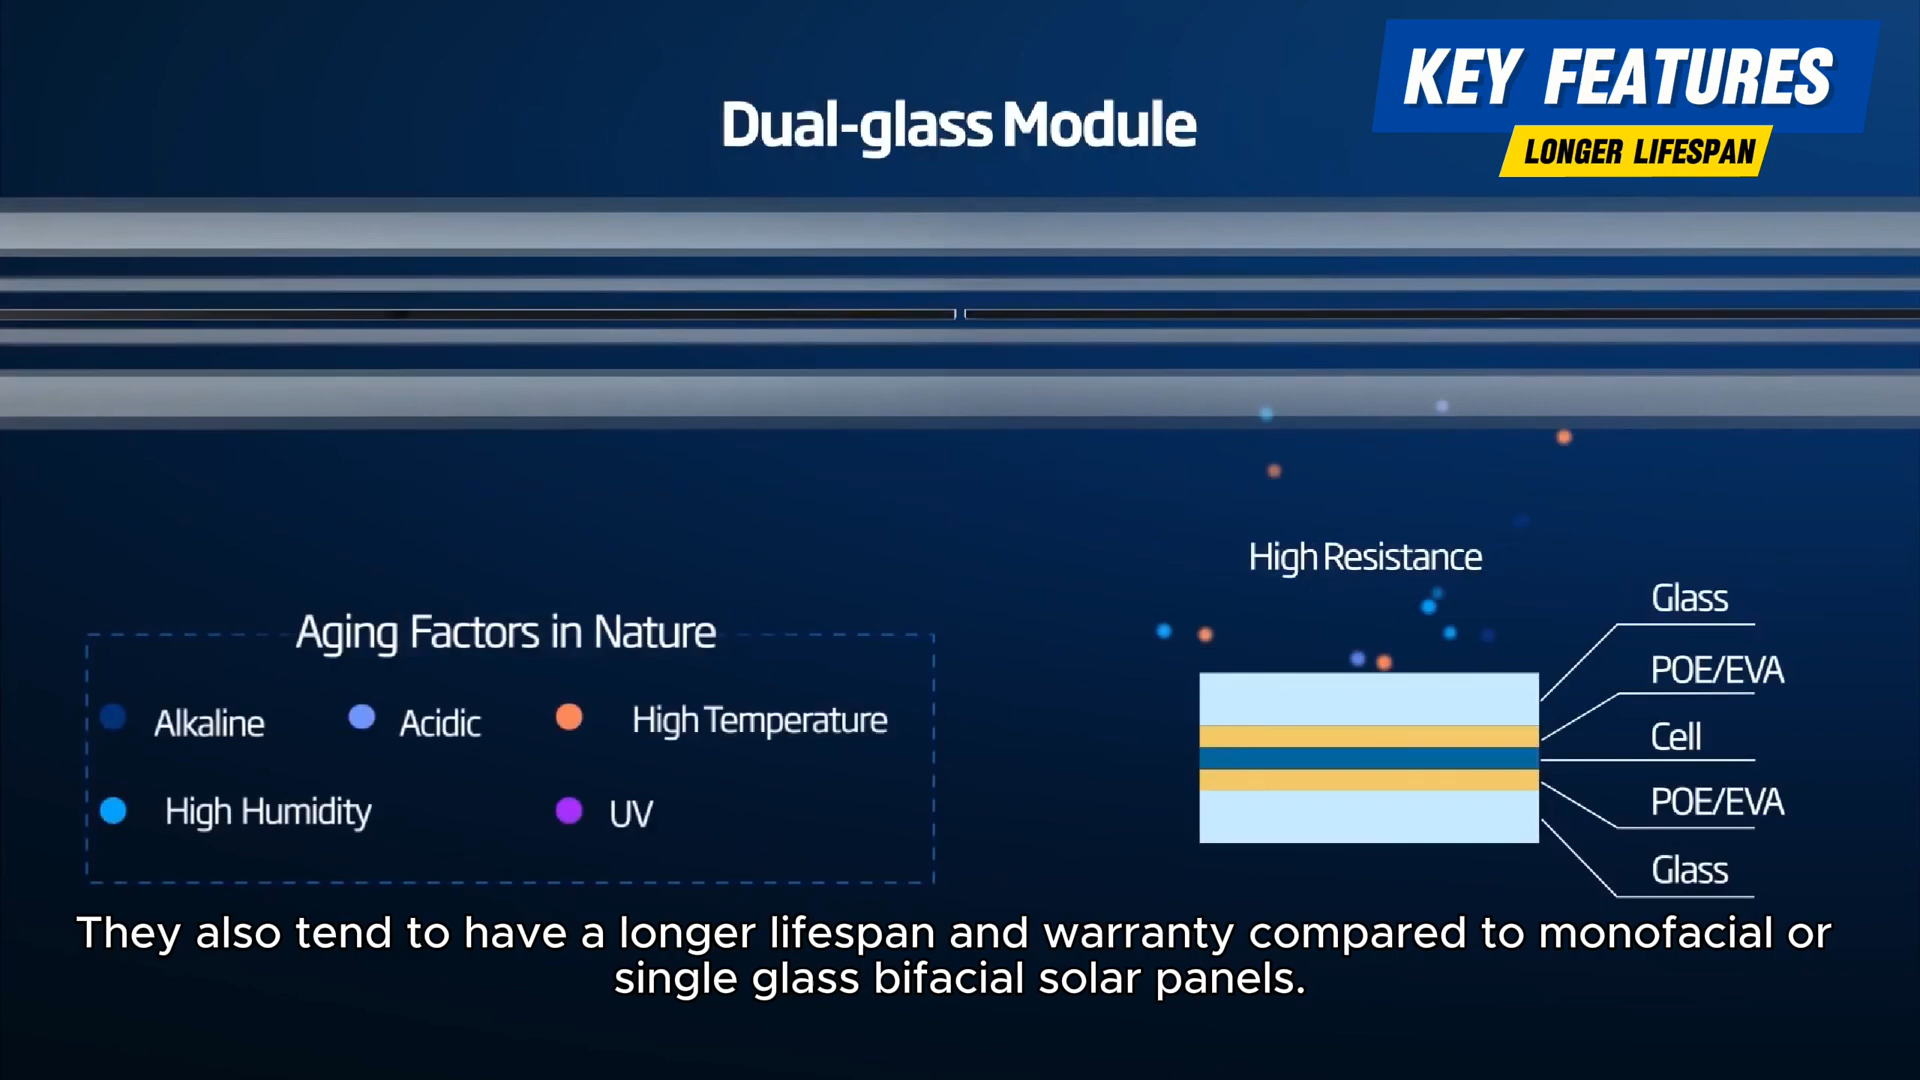 KEY FEATURES
LONGER LIFESPAN
Dual-glass Module
High Resistance
Glass
POE/EVA
Cell
POE/EVA
Glass
Aging Factors in Nature
Alkaline
Acidic
High Temperature
High Humidity
UV
They also tend to have a longer lifespan and warranty compared to monofacial or
single glass bifacial solar panels.